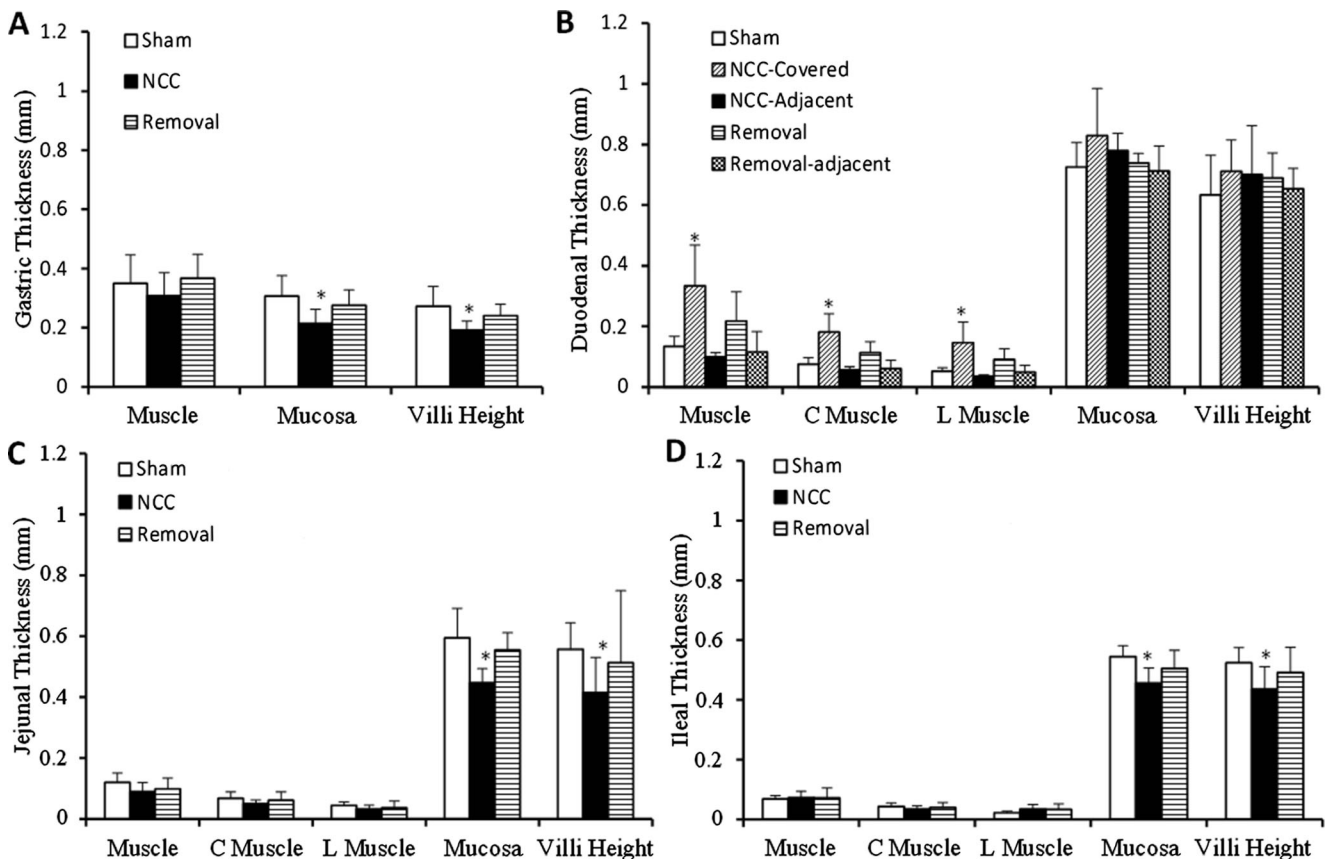 A
Gastric Thickness (mm)
1.2
1
0.8
0.6
0.4
0.2
0
Sham
NCC
Removal
*
*
Muscle Mucosa Villi Height
B
Duodenal Thickness (mm)
1.2
1
0.8
0.6
0.4
0.2
0
Sham
NCC-Covered
NCC-Adjacent
Removal
Removal-adjacent
*
*
*
Muscle C Muscle L Muscle Mucosa Villi Height
C
Jejunal Thickness (mm)
1.2
1
0.8
0.6
0.4
0.2
0
Sham
NCC
Removal
*
*
Muscle C Muscle L Muscle Mucosa Villi Height
D
Ileal Thickness (mm)
1.2
1
0.8
0.6
0.4
0.2
0
Sham
NCC
Removal
*
*
Muscle C Muscle L Muscle Mucosa Villi Height